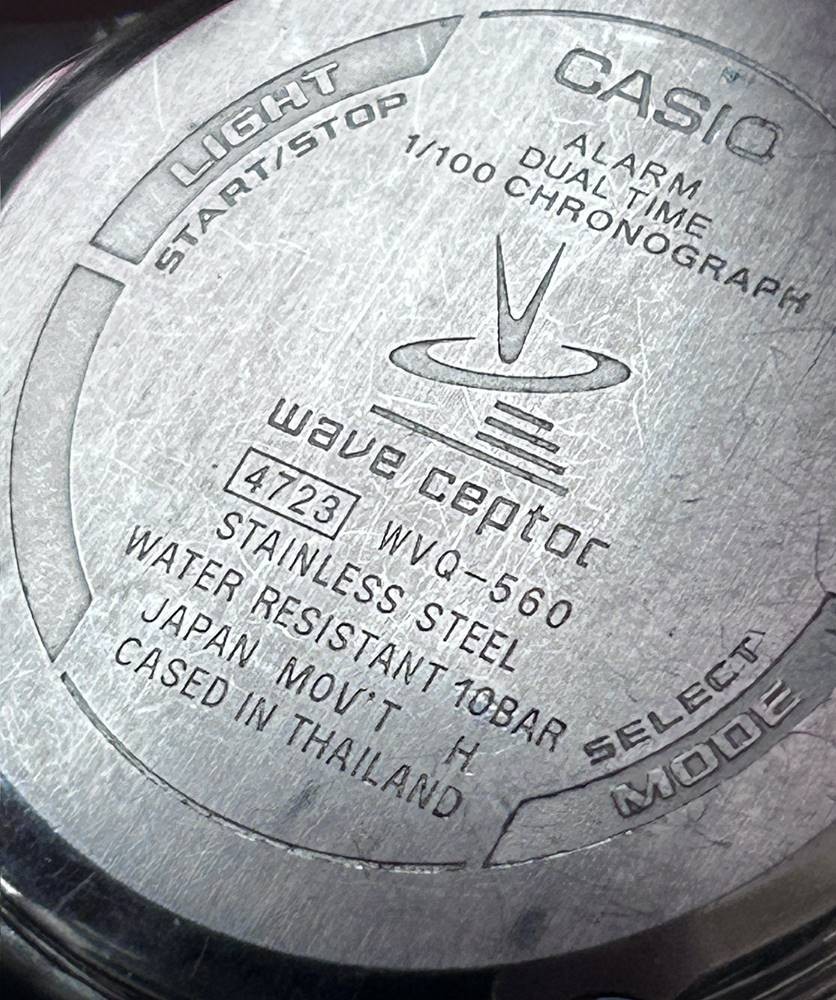 LIGHT
START/STOP
CASIO
ALARM
DUAL TIME
1/100 CHRONOGRAPH
wave ceptor
4723 WVQ-560
STAINLESS STEEL
WATER RESISTANT 10BAR
JAPAN MOV'T H
CASED IN THAILAND
SELECT
MODE